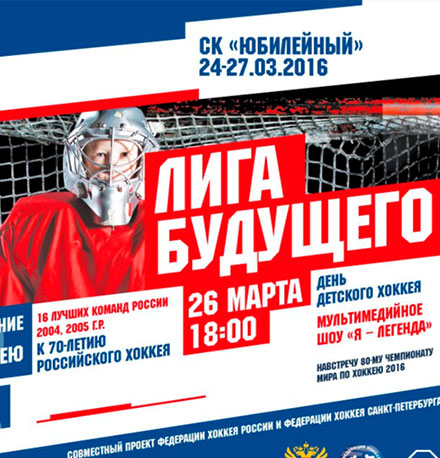 СК «ЮБИЛЕЙНЫЙ»
24-27.03.2016
ЛИГА
БУДУЩЕГО
16 ЛУЧШИХ КОМАНД РОССИИ
2004, 2005 Г.Р.
К 70-ЛЕТИЮ
РОССИЙСКОГО ХОККЕЯ
26 МАРТА
18:00
ДЕНЬ
ДЕТСКОГО ХОККЕЯ
МУЛЬТИМЕДИЙНОЕ
ШОУ «Я – ЛЕГЕНДА»
НАВСТРЕЧУ 80-МУ ЧЕМПИОНАТУ
МИРА ПО ХОККЕЮ 2016
СОВМЕСТНЫЙ ПРОЕКТ ФЕДЕРАЦИИ ХОККЕЯ РОССИИ И ФЕДЕРАЦИИ ХОККЕЯ САНКТ-ПЕТЕРБУРГА